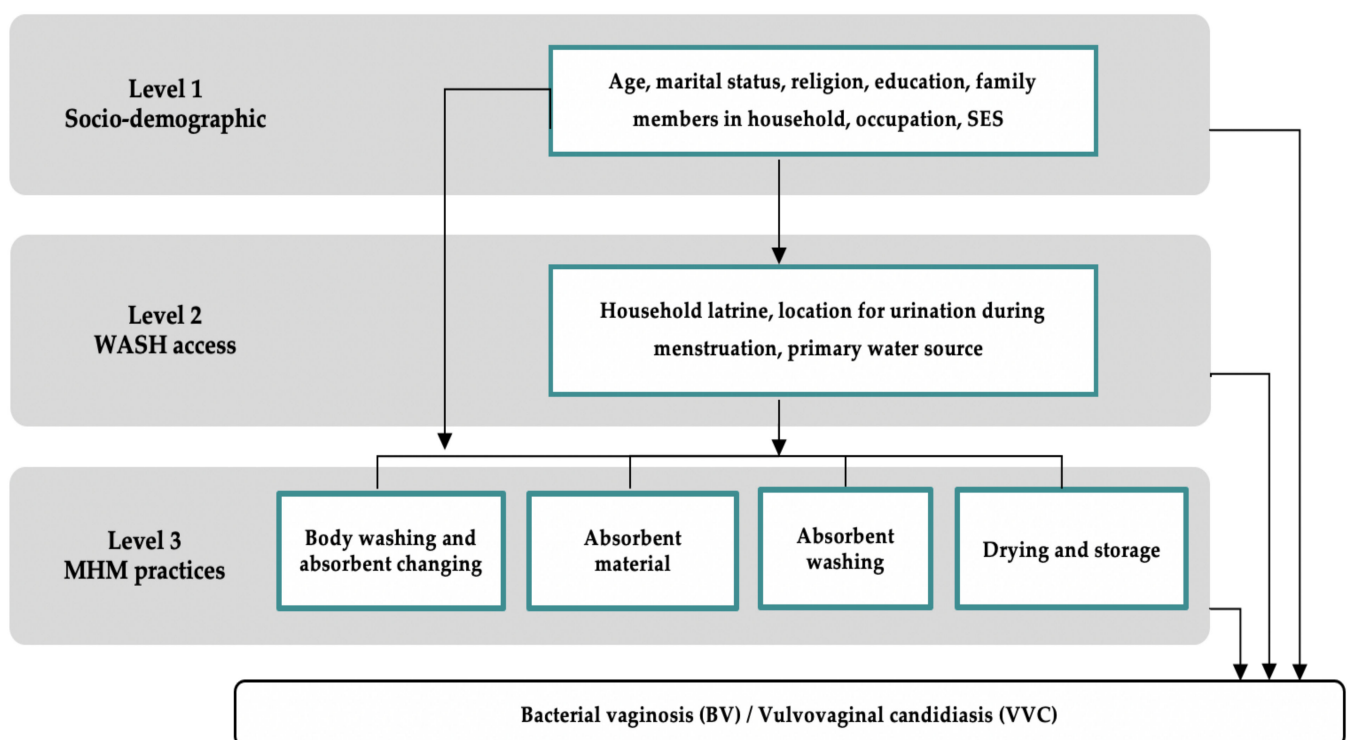 Level 1
Socio-demographic
Age, marital status, religion, education, family
members in household, occupation, SES
Level 2
WASH access
Household latrine, location for urination during
menstruation, primary water source
Level 3
MHM practices
Body washing and
absorbent changing
Absorbent
material
Absorbent
washing
Drying and storage
Bacterial vaginosis (BV) / Vulvovaginal candidiasis (VVC)